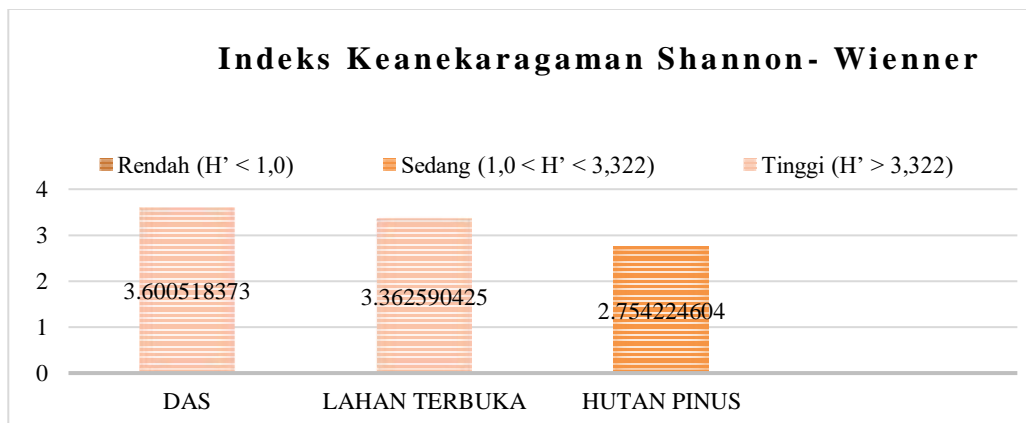 Indeks Keanekaragaman Shannon- Wienner
Rendah (H’ < 1,0) Sedang (1,0 < H’ < 3,322) Tinggi (H’ > 3,322)
4
3
2
1
0
3.600518373 3.362590425 2.754224604
DAS LAHAN TERBUKA HUTAN PINUS